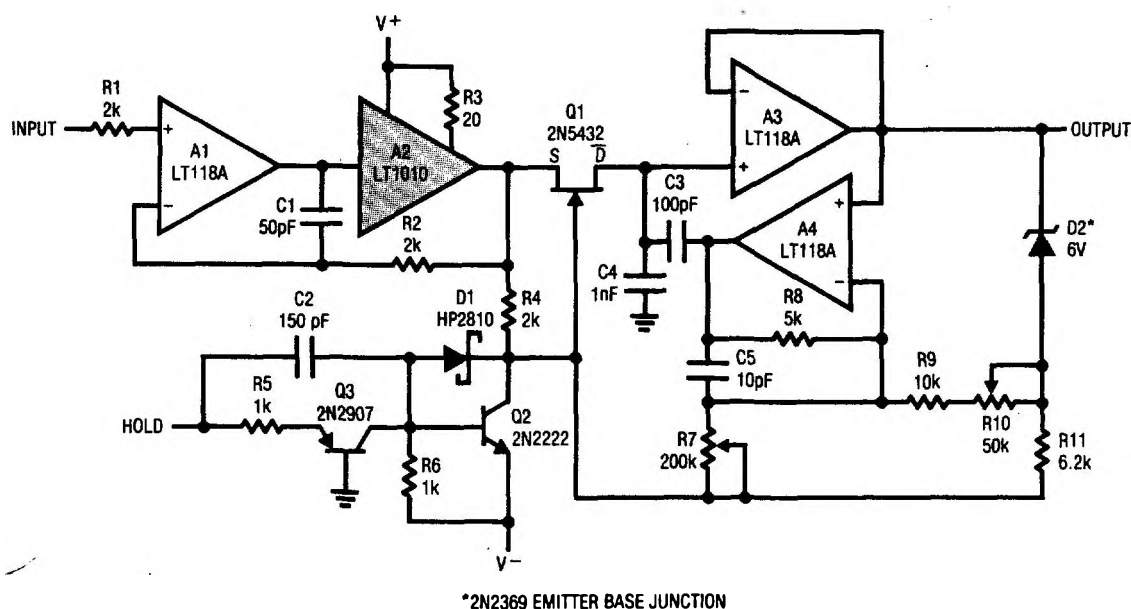 V+
R1
2k
INPUT
+
−
A1
LT118A
A2
LT1010
R3
20
C1
50pF
R2
2k
Q1
2N5432
S
D
−
+
A3
LT118A
OUTPUT
C3
100pF
C4
1nF
A4
LT118A
+
−
D2*
6V
R4
2k
C2
150 pF
D1
HP2810
R8
5k
C5
10pF
R9
10k
R10
50k
R5
1k
Q3
2N2907
HOLD
Q2
2N2222
R6
1k
R7
200k
R11
6.2k
V−
*2N2369 EMITTER BASE JUNCTION